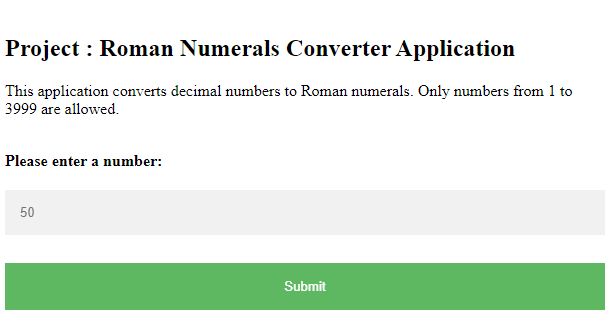 Project : Roman Numerals Converter Application
This application converts decimal numbers to Roman numerals. Only numbers from 1 to
3999 are allowed.
Please enter a number:
50
Submit